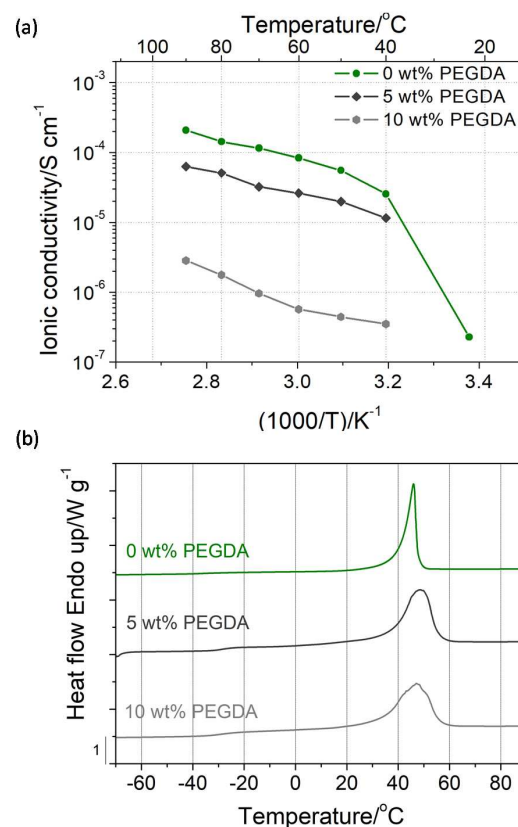 (a)
Temperature/°C
100 80 60 40 20
10⁻³
10⁻⁴
10⁻⁵
10⁻⁶
10⁻⁷
Ionic conductivity/S cm⁻¹
0 wt% PEGDA
5 wt% PEGDA
10 wt% PEGDA
2.6 2.8 3.0 3.2 3.4
(1000/T)/K⁻¹
(b)
Heat flow Endo up/W g⁻¹
0 wt% PEGDA
5 wt% PEGDA
10 wt% PEGDA
1
-60 -40 -20 0 20 40 60 80
Temperature/°C